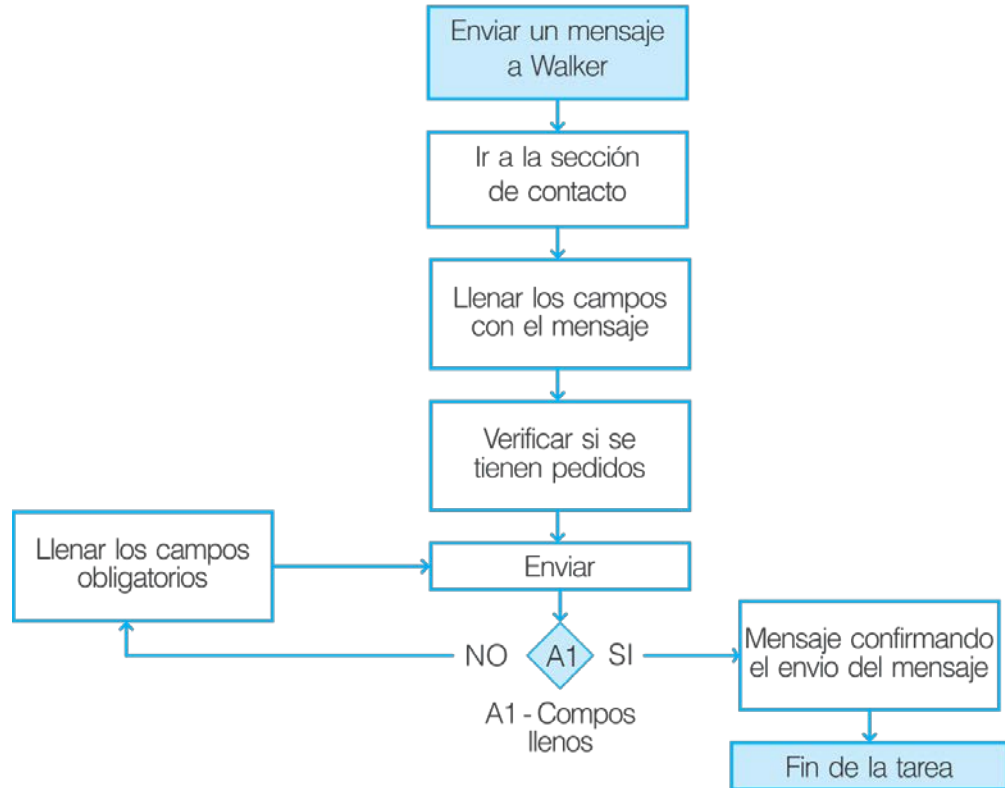 Enviar un mensaje
a Walker
Ir a la sección
de contacto
Llenar los campos
con el mensaje
Verificar si se
tienen pedidos
Llenar los campos
obligatorios
Enviar
NO
A1
SI
A1 - Compos
llenos
Mensaje confirmando
el envio del mensaje
Fin de la tarea